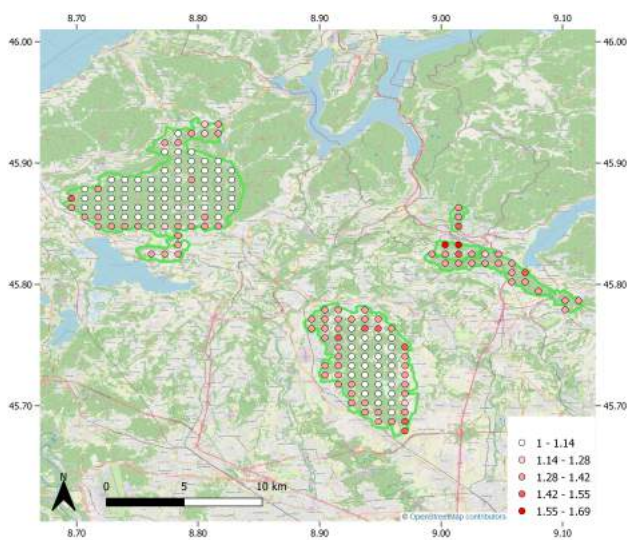 8.70 8.80 8.90 9.00 9.10
46.00 46.00
45.90 45.90
45.80 45.80
45.70 45.70
1 - 1.14
1.14 - 1.28
1.28 - 1.42
1.42 - 1.55
1.55 - 1.69
N
0 5 10 km
© OpenStreetMap contributors
8.70 8.80 8.90 9.00 9.10